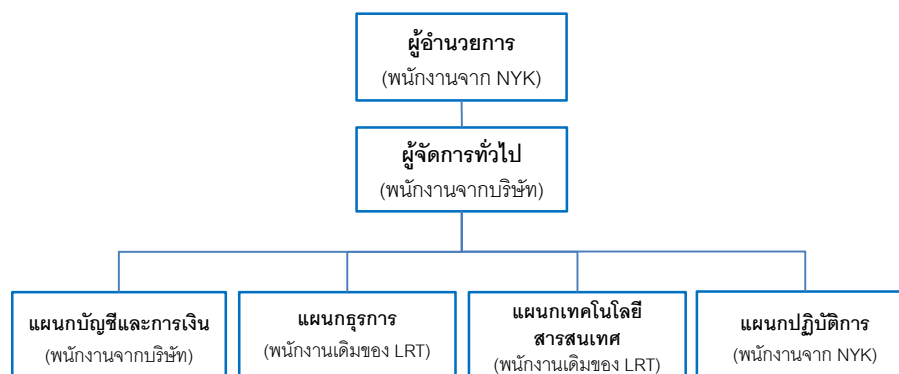 ผู้อำนวยการ
(พนักงานจาก NYK)
ผู้จัดการทั่วไป
(พนักงานจากบริษัท)
แผนกบัญชีและการเงิน
(พนักงานจากบริษัท)
แผนกธุรการ
(พนักงานเดิมของ LRT)
แผนกเทคโนโลยี
สารสนเทศ
(พนักงานเดิมของ LRT)
แผนกปฏิบัติการ
(พนักงานจาก NYK)